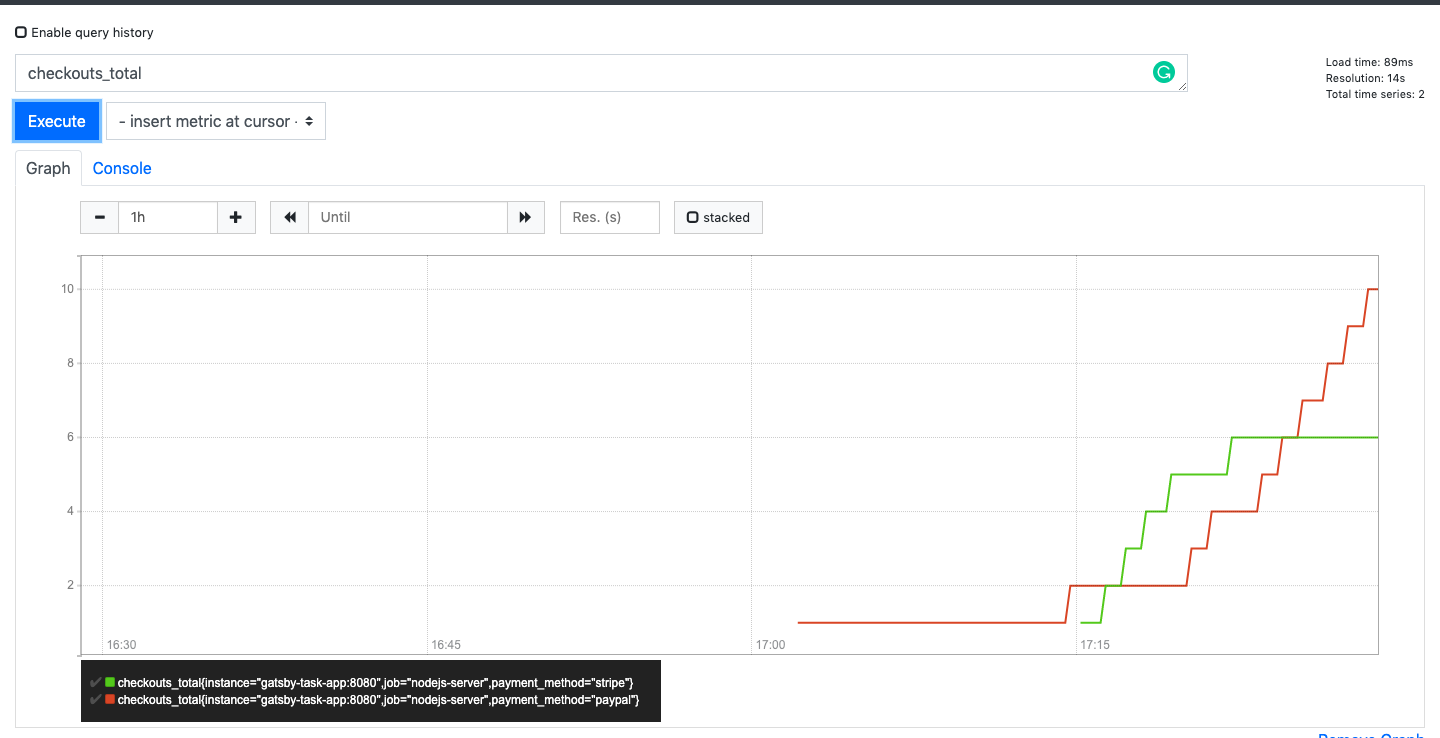 Enable query history
checkouts_total
Load time: 89ms
Resolution: 14s
Total time series: 2
Execute
- insert metric at cursor ·
Graph
Console
1h
Until
Res. (s)
stacked
10
8
6
4
2
16:30
16:45
17:00
17:15
checkouts_total{instance="gatsby-task-app:8080",job="nodejs-server",payment_method="stripe"}
checkouts_total{instance="gatsby-task-app:8080",job="nodejs-server",payment_method="paypal"}
Remove Graph